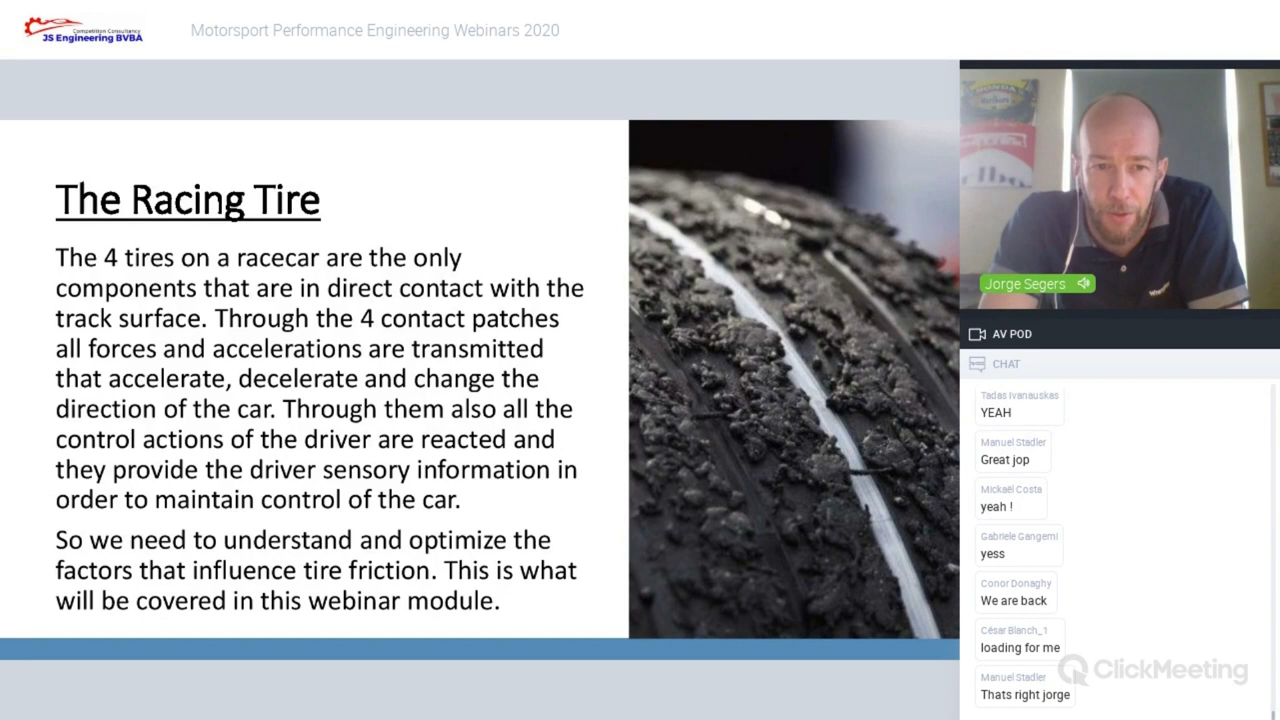 Competition Consultancy
JS Engineering BVBA
Motorsport Performance Engineering Webinars 2020
The Racing Tire
The 4 tires on a racecar are the only
components that are in direct contact with the
track surface. Through the 4 contact patches
all forces and accelerations are transmitted
that accelerate, decelerate and change the
direction of the car. Through them also all the
control actions of the driver are reacted and
they provide the driver sensory information in
order to maintain control of the car.
So we need to understand and optimize the
factors that influence tire friction. This is what
will be covered in this webinar module.
HONDA
Jorge Segers
AV POD
CHAT
Tadas Ivanauskas
YEAH
Manuel Stadler
Great jop
Mickaël Costa
yeah !
Gabriele Gangemi
yess
Conor Donaghy
We are back
César Blanch_1
loading for me
Manuel Stadler
Thats right jorge
ClickMeeting